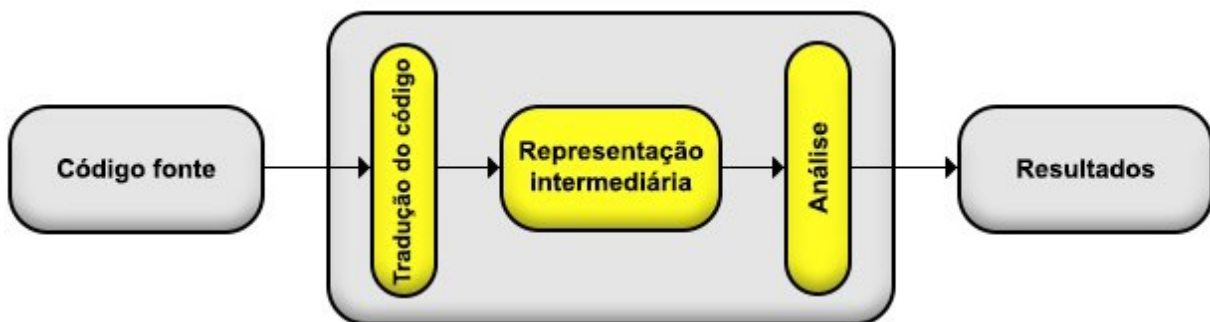 Código fonte
Tradução do código
Representação
intermediária
Análise
Resultados